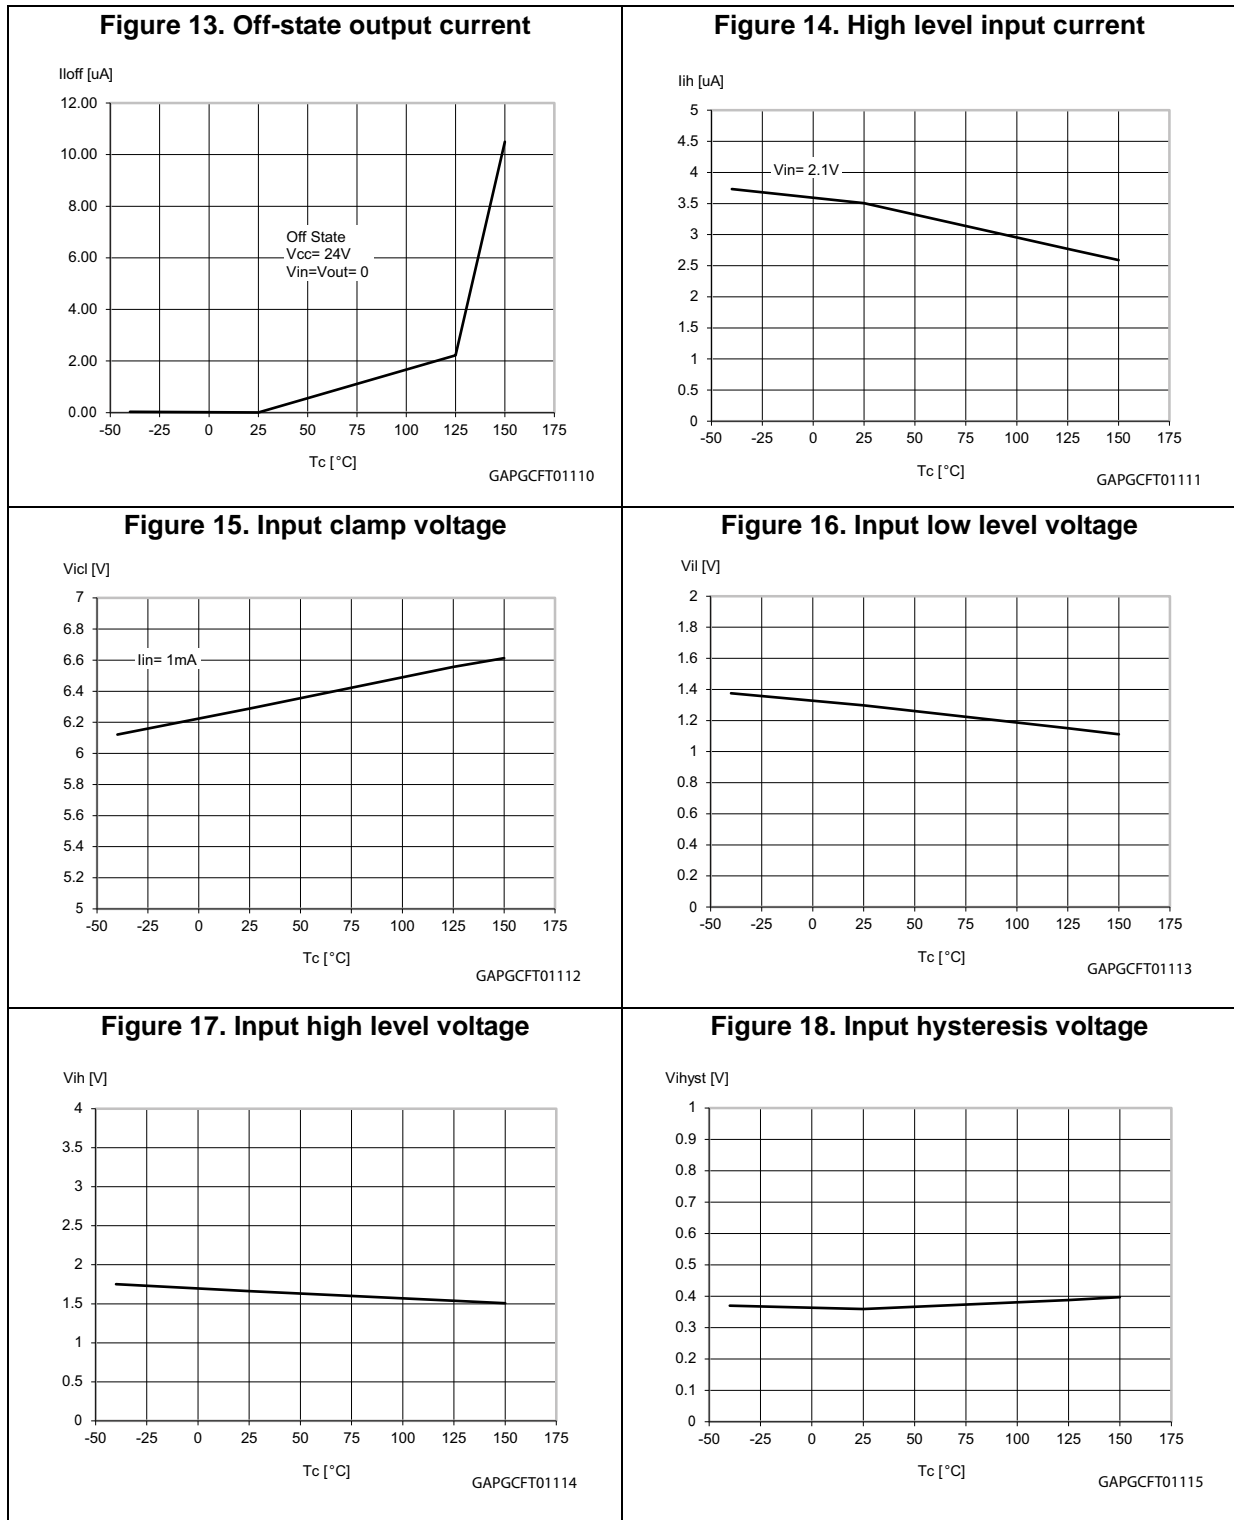 Figure 13. Off-state output current
Iloff [uA]
12.00
10.00
8.00
6.00
4.00
2.00
0.00
Off State
Vcc= 24V
Vin=Vout= 0
-50 -25 0 25 50 75 100 125 150 175
Tc [°C]
GAPGCFT01110
Figure 14. High level input current
Iih [uA]
5
4.5
4
3.5
3
2.5
2
1.5
1
0.5
0
Vin= 2.1V
-50 -25 0 25 50 75 100 125 150 175
Tc [°C]
GAPGCFT01111
Figure 15. Input clamp voltage
Vicl [V]
7
6.8
6.6
6.4
6.2
6
5.8
5.6
5.4
5.2
5
Iin= 1mA
-50 -25 0 25 50 75 100 125 150 175
Tc [°C]
GAPGCFT01112
Figure 16. Input low level voltage
Vil [V]
2
1.8
1.6
1.4
1.2
1
0.8
0.6
0.4
0.2
0
-50 -25 0 25 50 75 100 125 150 175
Tc [°C]
GAPGCFT01113
Figure 17. Input high level voltage
Vih [V]
4
3.5
3
2.5
2
1.5
1
0.5
0
-50 -25 0 25 50 75 100 125 150 175
Tc [°C]
GAPGCFT01114
Figure 18. Input hysteresis voltage
Vihyst [V]
1
0.9
0.8
0.7
0.6
0.5
0.4
0.3
0.2
0.1
0
-50 -25 0 25 50 75 100 125 150 175
Tc [°C]
GAPGCFT01115